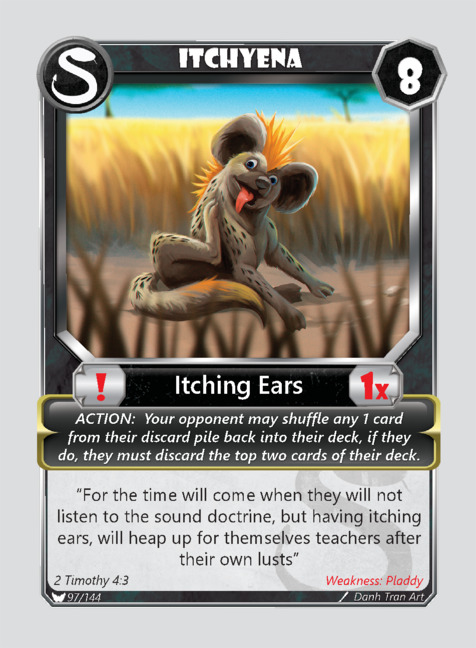 S
ITCHYENA
8
!
Itching Ears
1x
ACTION: Your opponent may shuffle any 1 card
from their discard pile back into their deck, if they
do, they must discard the top two cards of their deck.
"For the time will come when they will not
listen to the sound doctrine, but having itching
ears, will heap up for themselves teachers after
their own lusts"
2 Timothy 4:3
Weakness: Pladdy
97/144
Danh Tran Art